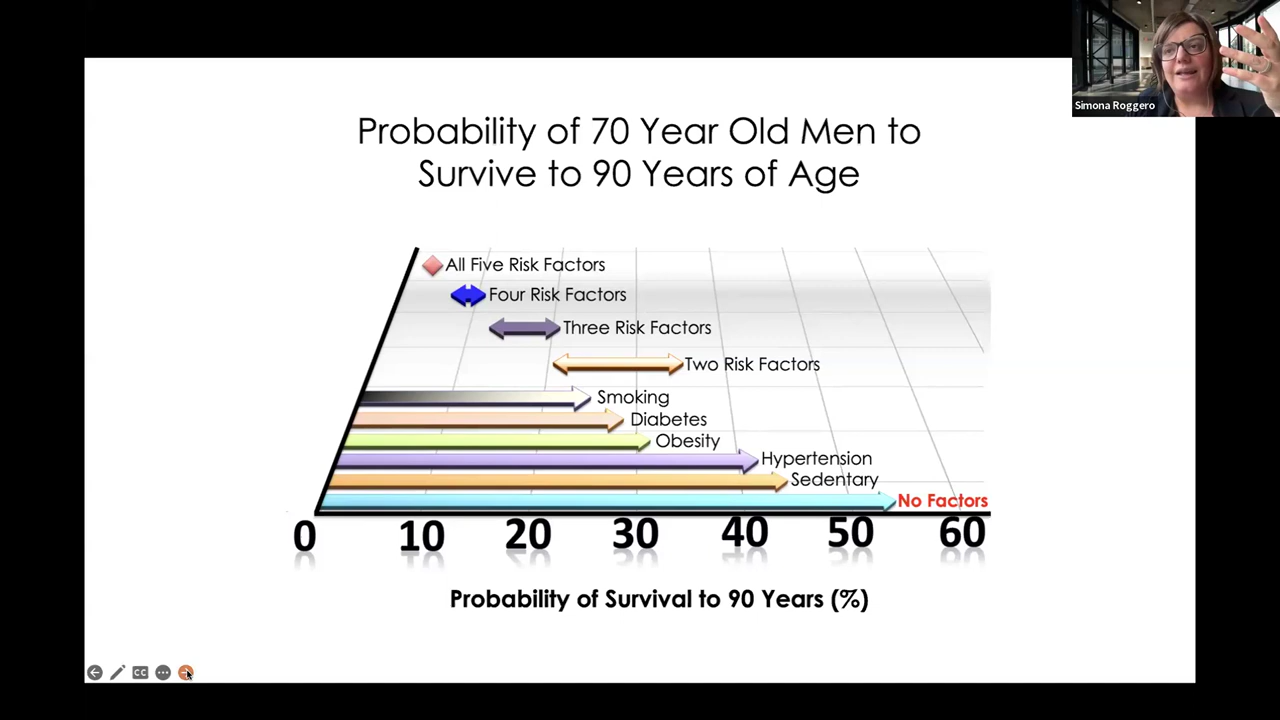 Simona Roggero
Probability of 70 Year Old Men to
Survive to 90 Years of Age
All Five Risk Factors
Four Risk Factors
Three Risk Factors
Two Risk Factors
Smoking
Diabetes
Obesity
Hypertension
Sedentary
No Factors
0 10 20 30 40 50 60
Probability of Survival to 90 Years (%)
CC